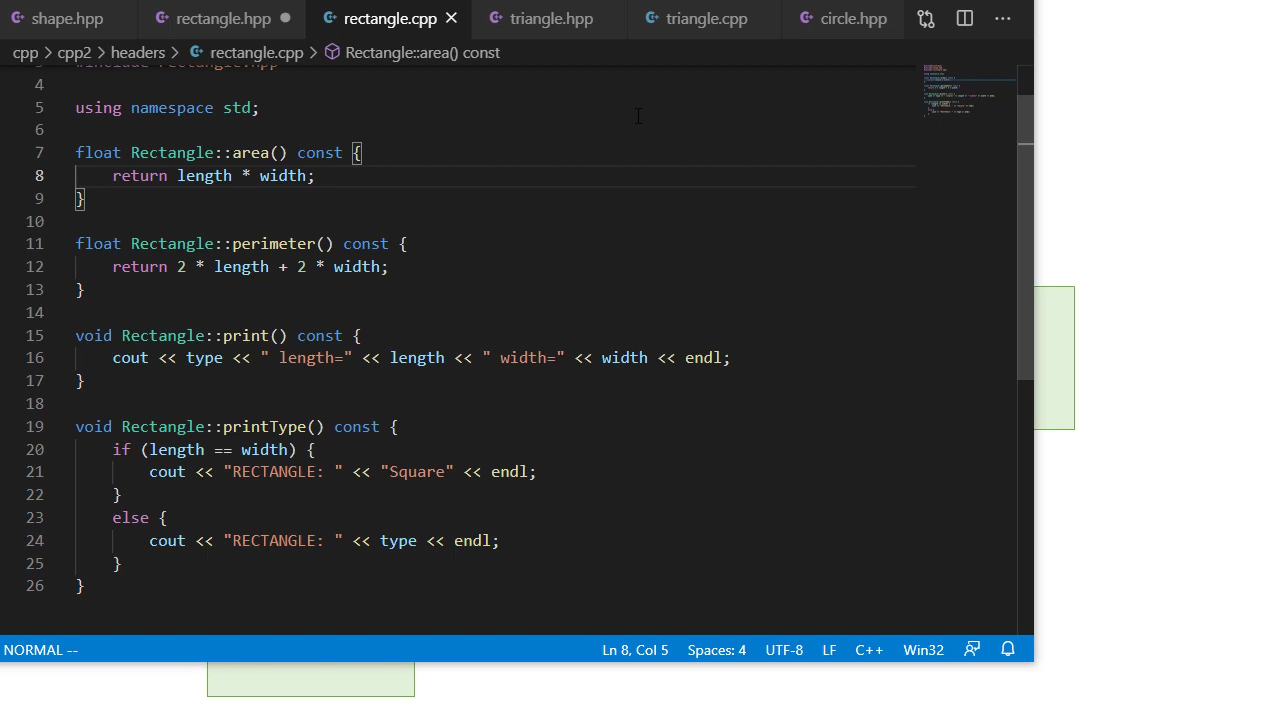 shape.hpp rectangle.hpp rectangle.cpp triangle.hpp triangle.cpp circle.hpp
cpp > cpp2 > headers > rectangle.cpp > Rectangle::area() const
4
5 using namespace std;
6
7 float Rectangle::area() const {
8 return length * width;
9 }
10
11 float Rectangle::perimeter() const {
12 return 2 * length + 2 * width;
13 }
14
15 void Rectangle::print() const {
16 cout << type << " length=" << length << " width=" << width << endl;
17 }
18
19 void Rectangle::printType() const {
20 if (length == width) {
21 cout << "RECTANGLE: " << "Square" << endl;
22 }
23 else {
24 cout << "RECTANGLE: " << type << endl;
25 }
26 }
NORMAL -- Ln 8, Col 5 Spaces: 4 UTF-8 LF C++ Win32